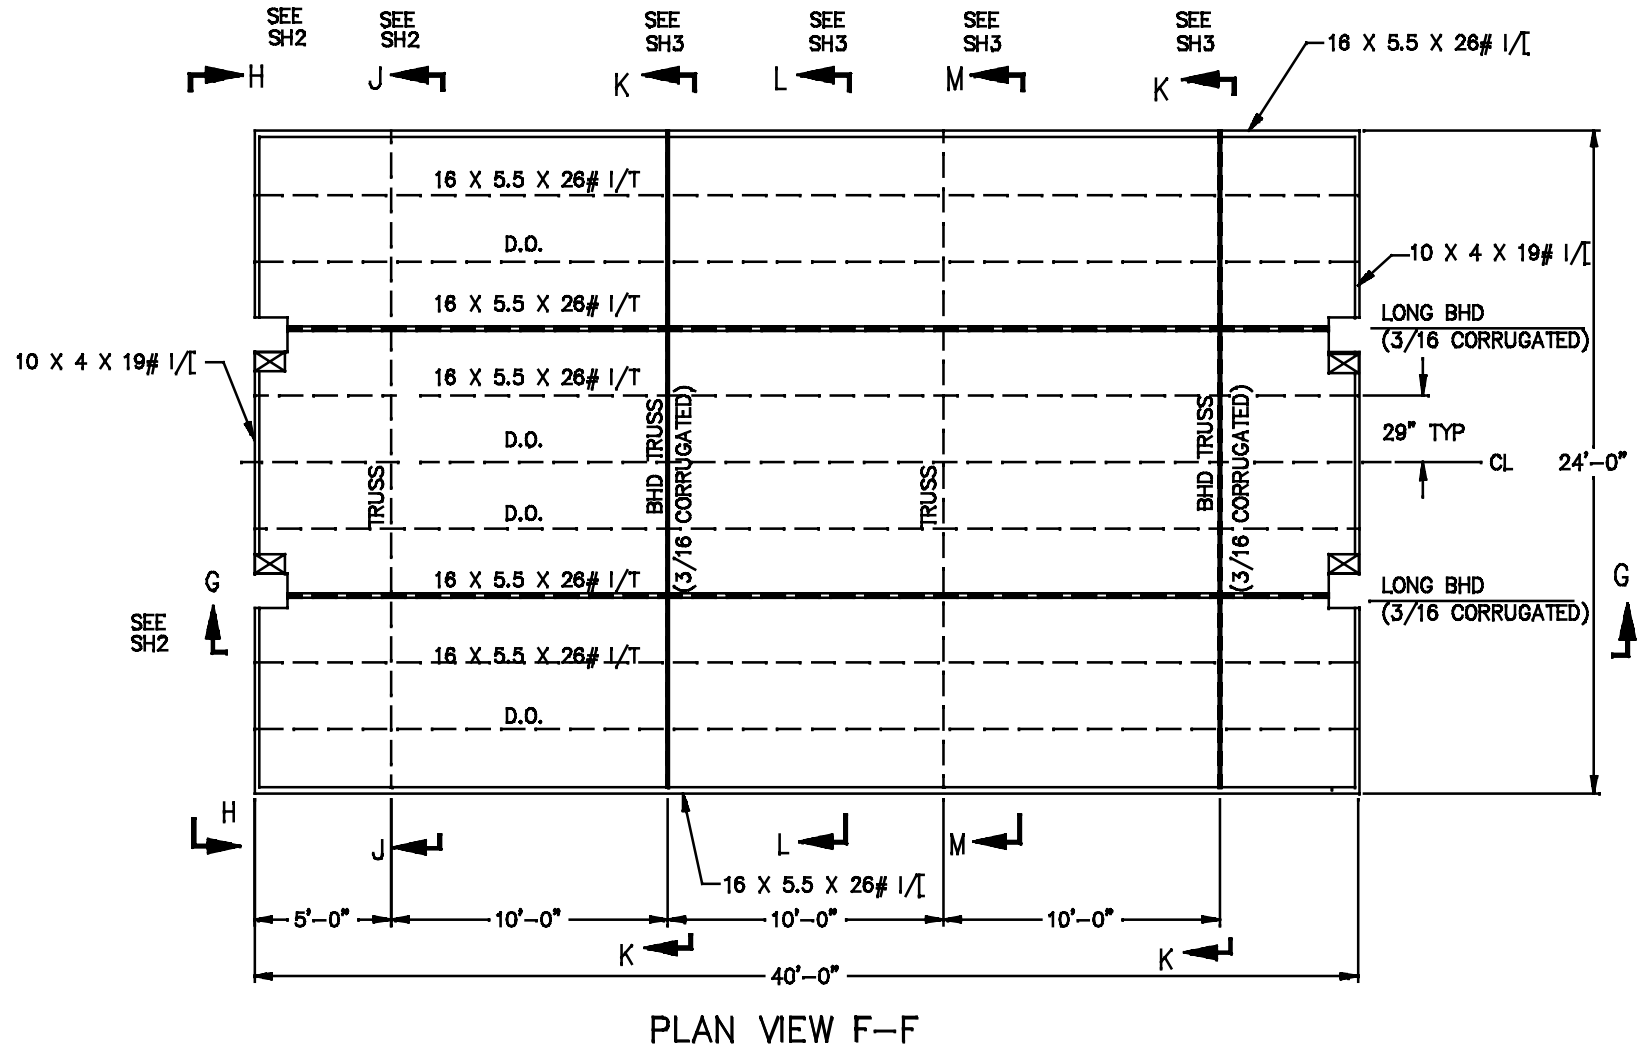 SEE
SH2
SEE
SH2
SEE
SH3
SEE
SH3
SEE
SH3
SEE
SH3
H
J
K
L
M
K
16 X 5.5 X 26# I/[
16 X 5.5 X 26# I/T
D.O.
10 X 4 X 19# I/[
16 X 5.5 X 26# I/T
LONG BHD
(3/16 CORRUGATED)
10 X 4 X 19# I/[
16 X 5.5 X 26# I/T
29" TYP
D.O.
CL
24'-0"
TRUSS
BHD TRUSS
(3/16 CORRUGATED)
TRUSS
BHD TRUSS
(3/16 CORRUGATED)
D.O.
G
16 X 5.5 X 26# I/T
LONG BHD
(3/16 CORRUGATED)
G
SEE
SH2
16 X 5.5 X 26# I/T
D.O.
H
J
L
M
16 X 5.5 X 26# I/[
5'-0"
10'-0"
10'-0"
10'-0"
K
K
40'-0"
PLAN VIEW F-F